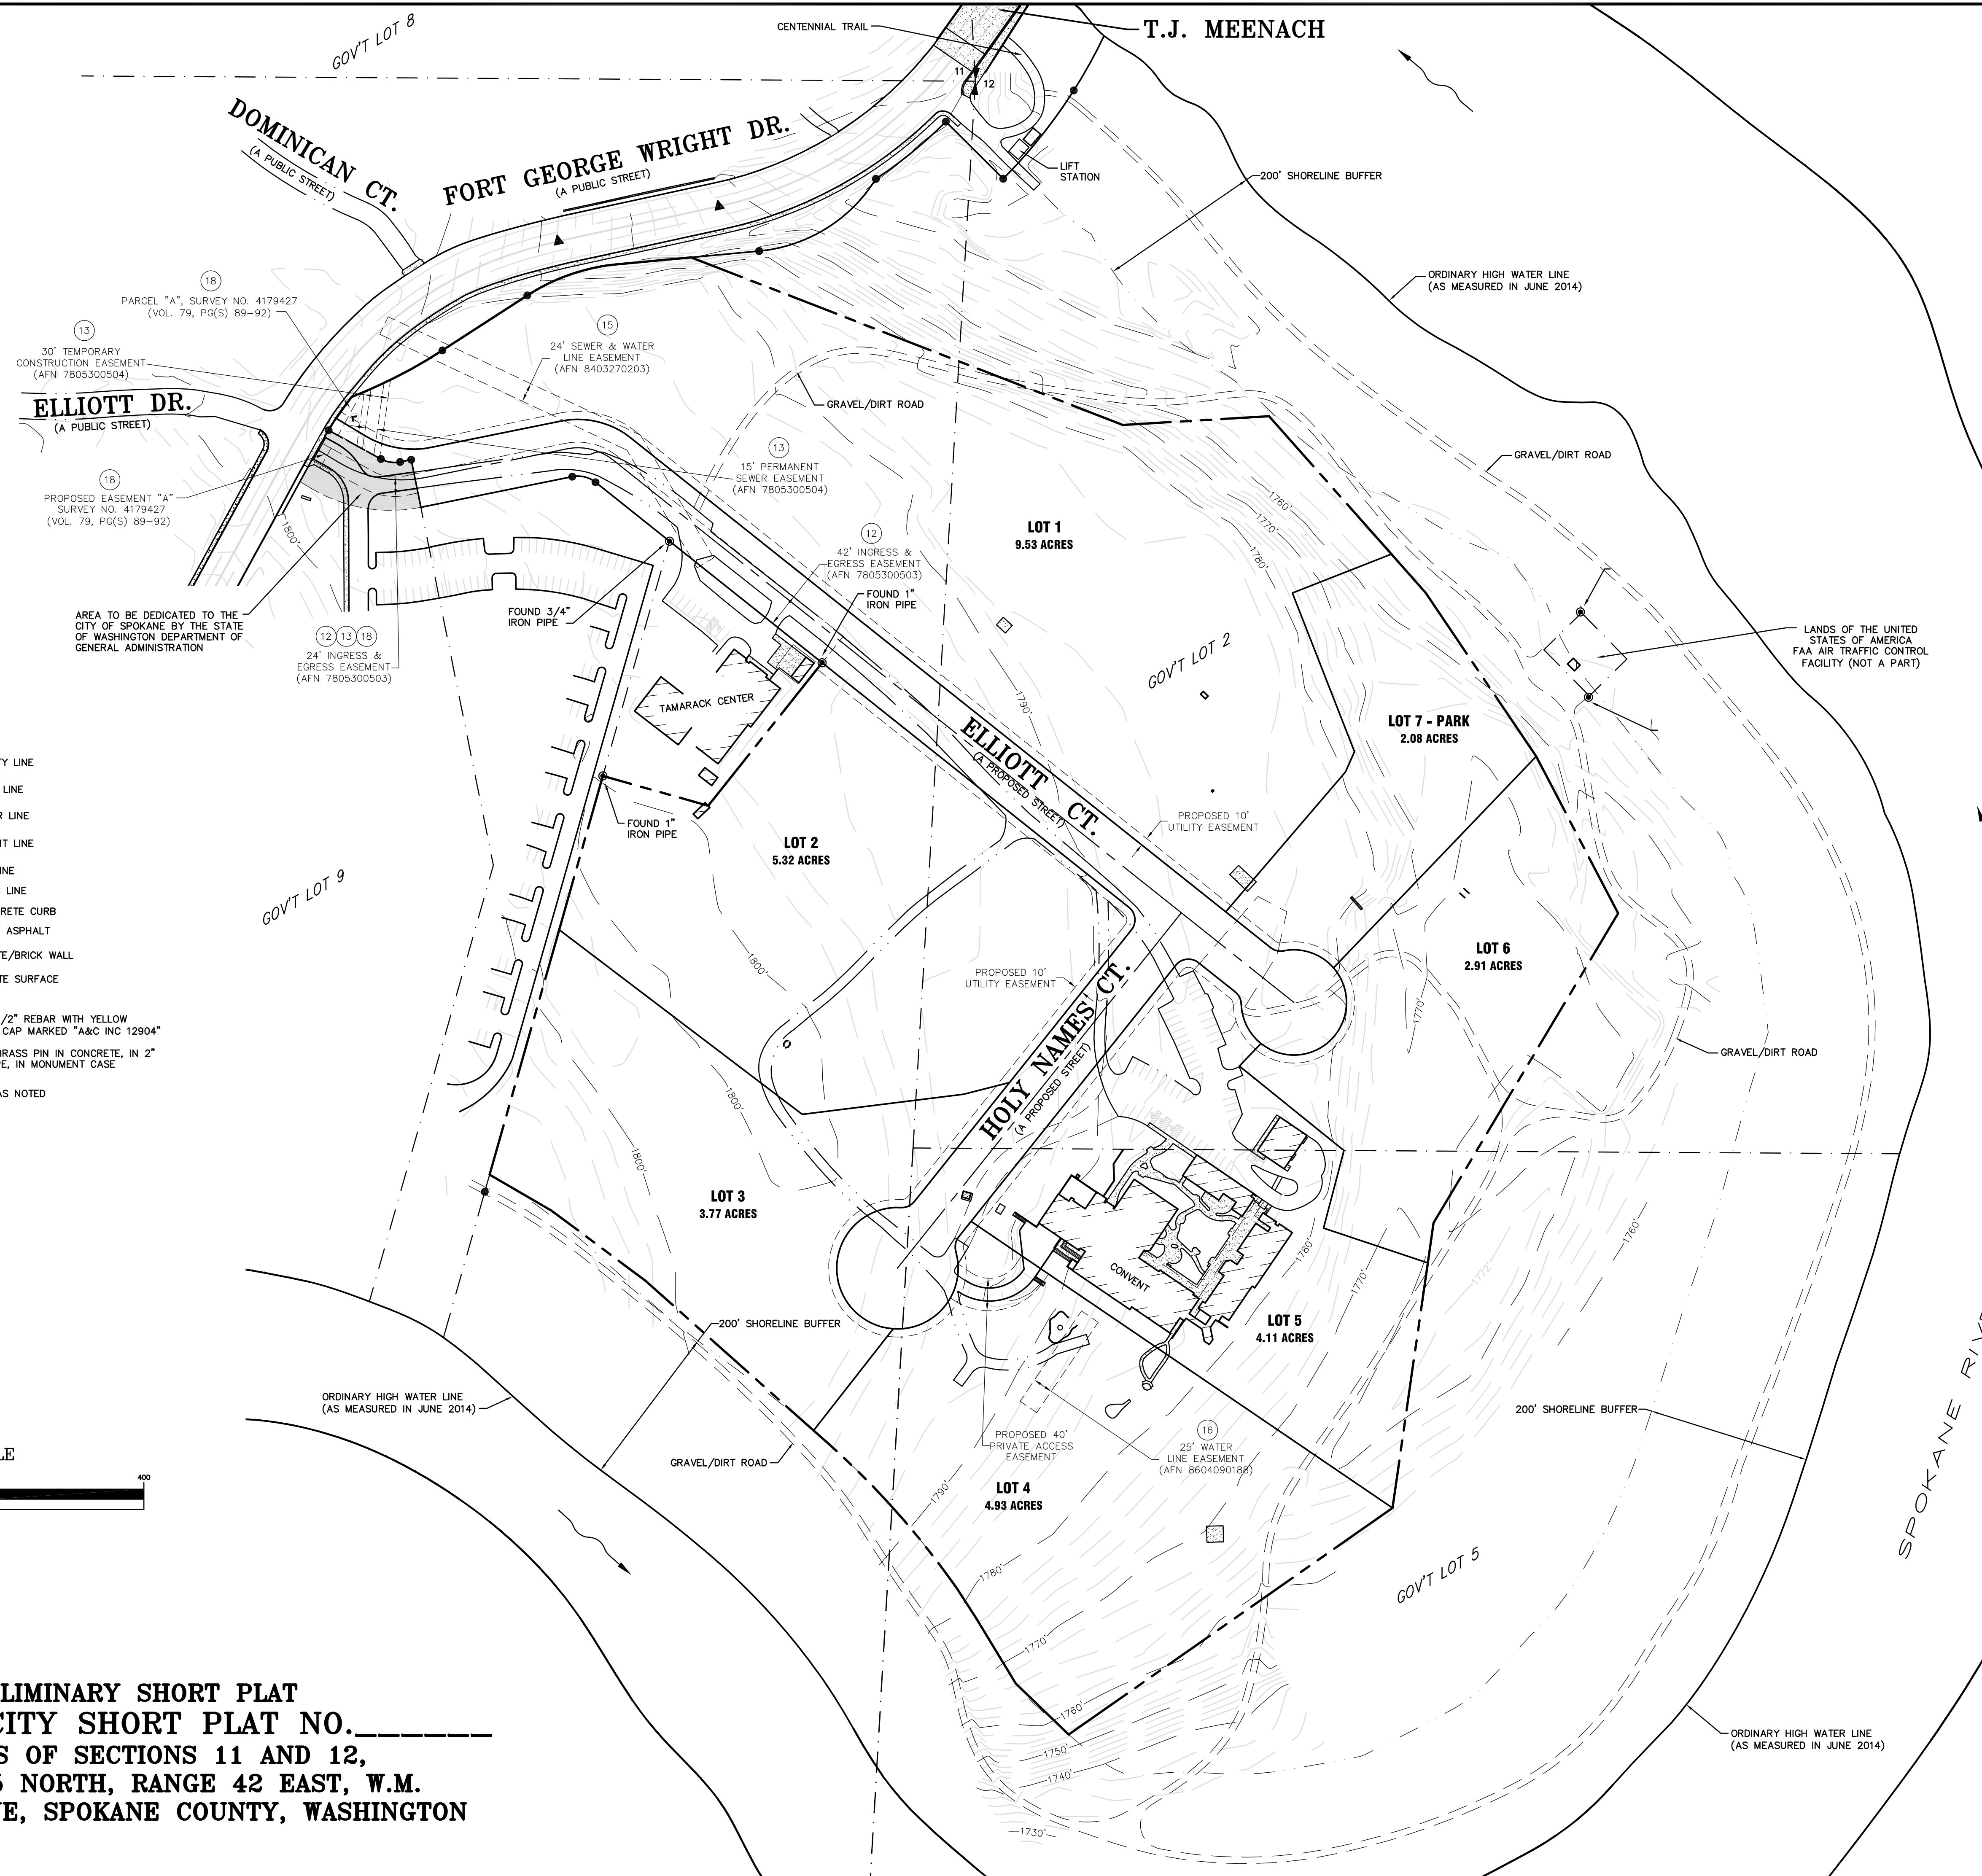 GOV'T LOT 8
CENTENNIAL TRAIL
T.J. MEENACH
11
12
DOMINICAN CT.
(A PUBLIC STREET)
FORT GEORGE WRIGHT DR.
(A PUBLIC STREET)
LIFT
STATION
200' SHORELINE BUFFER
ORDINARY HIGH WATER LINE
(AS MEASURED IN JUNE 2014)
18
PARCEL "A", SURVEY NO. 4179427
(VOL. 79, PG(S) 89-92)
13
30' TEMPORARY
CONSTRUCTION EASEMENT
(AFN 7805300504)
15
24' SEWER & WATER
LINE EASEMENT
(AFN 8403270203)
ELLIOTT DR.
(A PUBLIC STREET)
GRAVEL/DIRT ROAD
GRAVEL/DIRT ROAD
13
15' PERMANENT
SEWER EASEMENT
(AFN 7805300504)
18
PROPOSED EASEMENT "A"
SURVEY NO. 4179427
(VOL. 79, PG(S) 89-92)
1800'
1760'
1770'
1780'
LOT 1
9.53 ACRES
12
42' INGRESS &
EGRESS EASEMENT
(AFN 7805300503)
FOUND 1"
IRON PIPE
FOUND 3/4"
IRON PIPE
AREA TO BE DEDICATED TO THE
CITY OF SPOKANE BY THE STATE
OF WASHINGTON DEPARTMENT OF
GENERAL ADMINISTRATION
12 13 18
24' INGRESS &
EGRESS EASEMENT
(AFN 7805300503)
LANDS OF THE UNITED
STATES OF AMERICA
FAA AIR TRAFFIC CONTROL
FACILITY (NOT A PART)
GOV'T LOT 2
TAMARACK CENTER
1790'
LOT 7 - PARK
2.08 ACRES
ELLIOTT CT.
(A PROPOSED STREET)
PROPOSED 10'
UTILITY EASEMENT
FOUND 1"
IRON PIPE
LOT 2
5.32 ACRES
GOV'T LOT 9
Y LINE
LINE
R LINE
T LINE
INE
LINE
RETE CURB
ASPHALT
TE/BRICK WALL
TE SURFACE
/2" REBAR WITH YELLOW
CAP MARKED "A&C INC 12904"
BRASS PIN IN CONCRETE, IN 2"
PE, IN MONUMENT CASE
AS NOTED
1800'
PROPOSED 10'
UTILITY EASEMENT
LOT 6
2.91 ACRES
1770'
GRAVEL/DIRT ROAD
HOLY NAMES CT.
(A PROPOSED STREET)
1800'
1800'
LOT 3
3.77 ACRES
CONVENT
1780'
1770'
1772'
1760'
LOT 5
4.11 ACRES
200' SHORELINE BUFFER
ORDINARY HIGH WATER LINE
(AS MEASURED IN JUNE 2014)
200' SHORELINE BUFFER
GRAVEL/DIRT ROAD
PROPOSED 40'
PRIVATE ACCESS
EASEMENT
16
25' WATER
LINE EASEMENT
(AFN 8604090188)
LOT 4
4.93 ACRES
1790'
LE
400
SPOKANE RIVE
GOV'T LOT 5
1780'
1770'
1760'
1750'
1740'
1730'
ORDINARY HIGH WATER LINE
(AS MEASURED IN JUNE 2014)
LIMINARY SHORT PLAT
CITY SHORT PLAT NO.______
S OF SECTIONS 11 AND 12,
NORTH, RANGE 42 EAST, W.M.
E, SPOKANE COUNTY, WASHINGTON